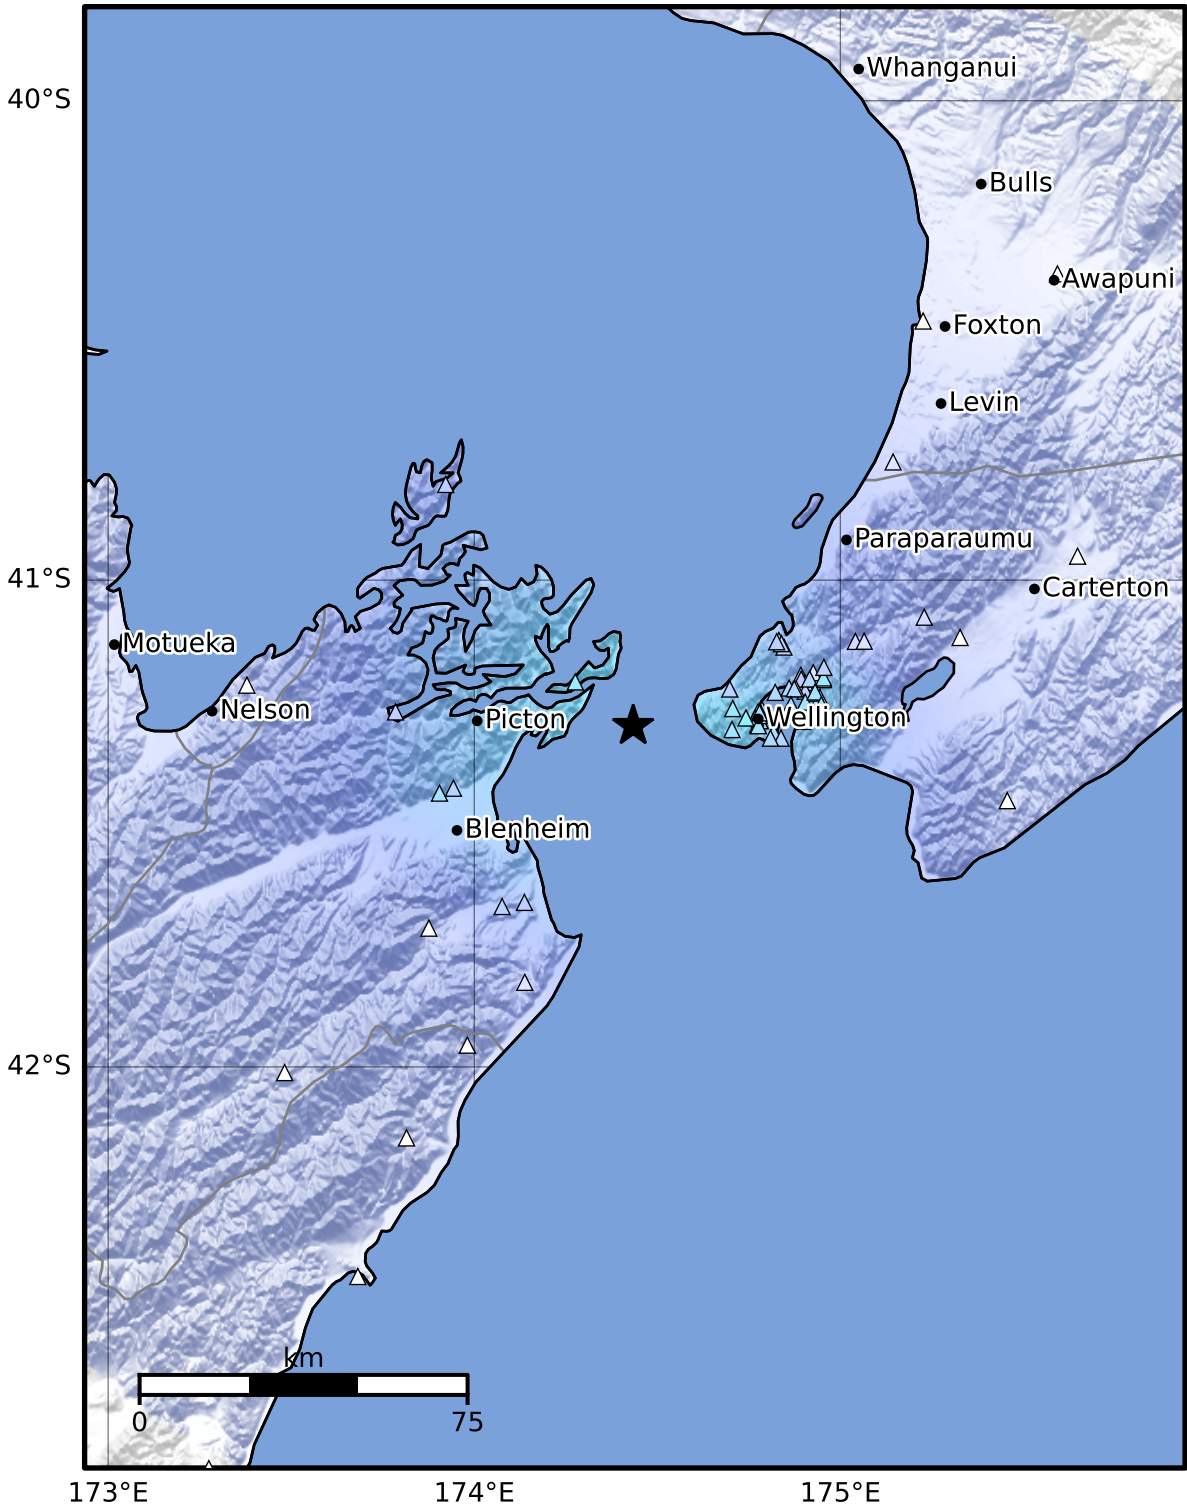 Whanganui
40°S
Bulls
Awapuni
Foxton
Levin
Paraparaumu
41°S
Carterton
Motueka
Nelson
Picton
Wellington
Blenheim
42°S
km
0
75
173°E
174°E
175°E